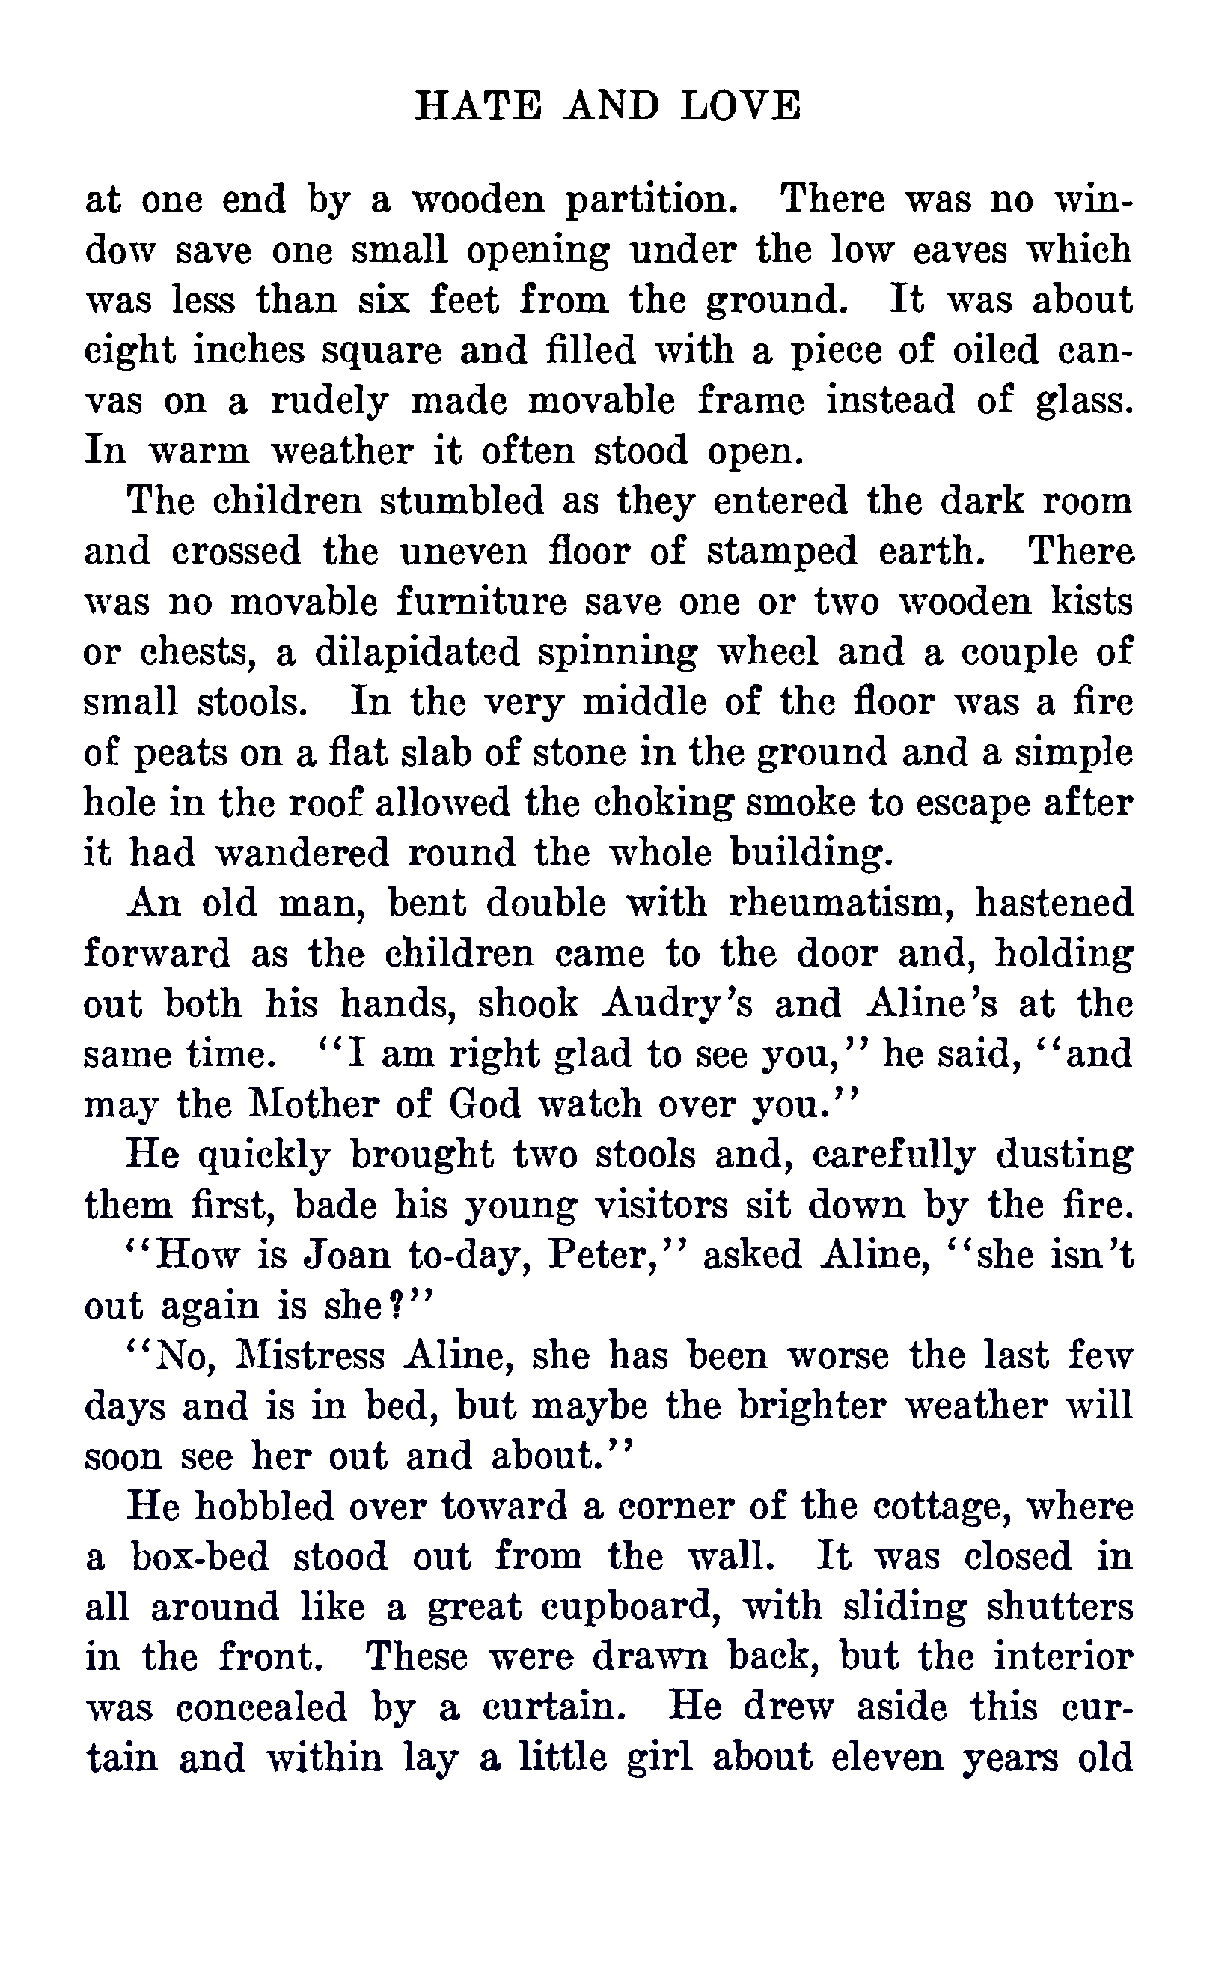 HATE AND LOVE
at one end by a wooden partition. There was no win-
dow save one small opening under the low eaves which
was less than six feet from the ground. It was about
eight inches square and filled with a piece of oiled can-
vas on a rudely made movable frame instead of glass.
In warm weather it often stood open.
The children stumbled as they entered the dark room
and crossed the uneven floor of stamped earth. There
was no movable furniture save one or two wooden kists
or chests, a dilapidated spinning wheel and a couple of
small stools. In the very middle of the floor was a fire
of peats on a flat slab of stone in the ground and a simple
hole in the roof allowed the choking smoke to escape after
it had wandered round the whole building.
An old man, bent double with rheumatism, hastened
forward as the children came to the door and, holding
out both his hands, shook Audry's and Aline's at the
same time. "I am right glad to see you," he said, "and
may the Mother of God watch over you."
He quickly brought two stools and, carefully dusting
them first, bade his young visitors sit down by the fire.
"How is Joan to-day, Peter," asked Aline, "she isn't
out again is she?"
"No, Mistress Aline, she has been worse the last few
days and is in bed, but maybe the brighter weather will
soon see her out and about."
He hobbled over toward a corner of the cottage, where
a box-bed stood out from the wall. It was closed in
all around like a great cupboard, with sliding shutters
in the front. These were drawn back, but the interior
was concealed by a curtain. He drew aside this cur-
tain and within lay a little girl about eleven years old